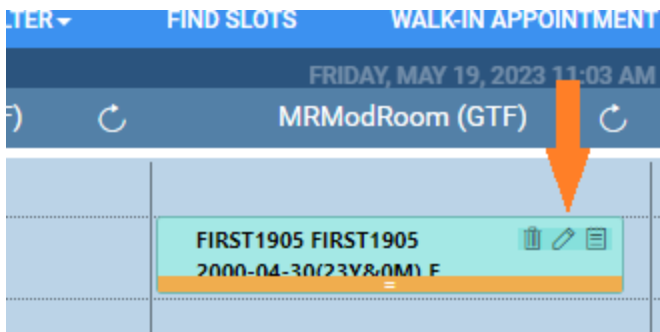 LTER FIND SLOTS WALK-IN APPOINTMENT
FRIDAY, MAY 19, 2023 11:03 AM
F) MRModRoom (GTF)
FIRST1905 FIRST1905
2000-04-30(23Y&0M) F
=